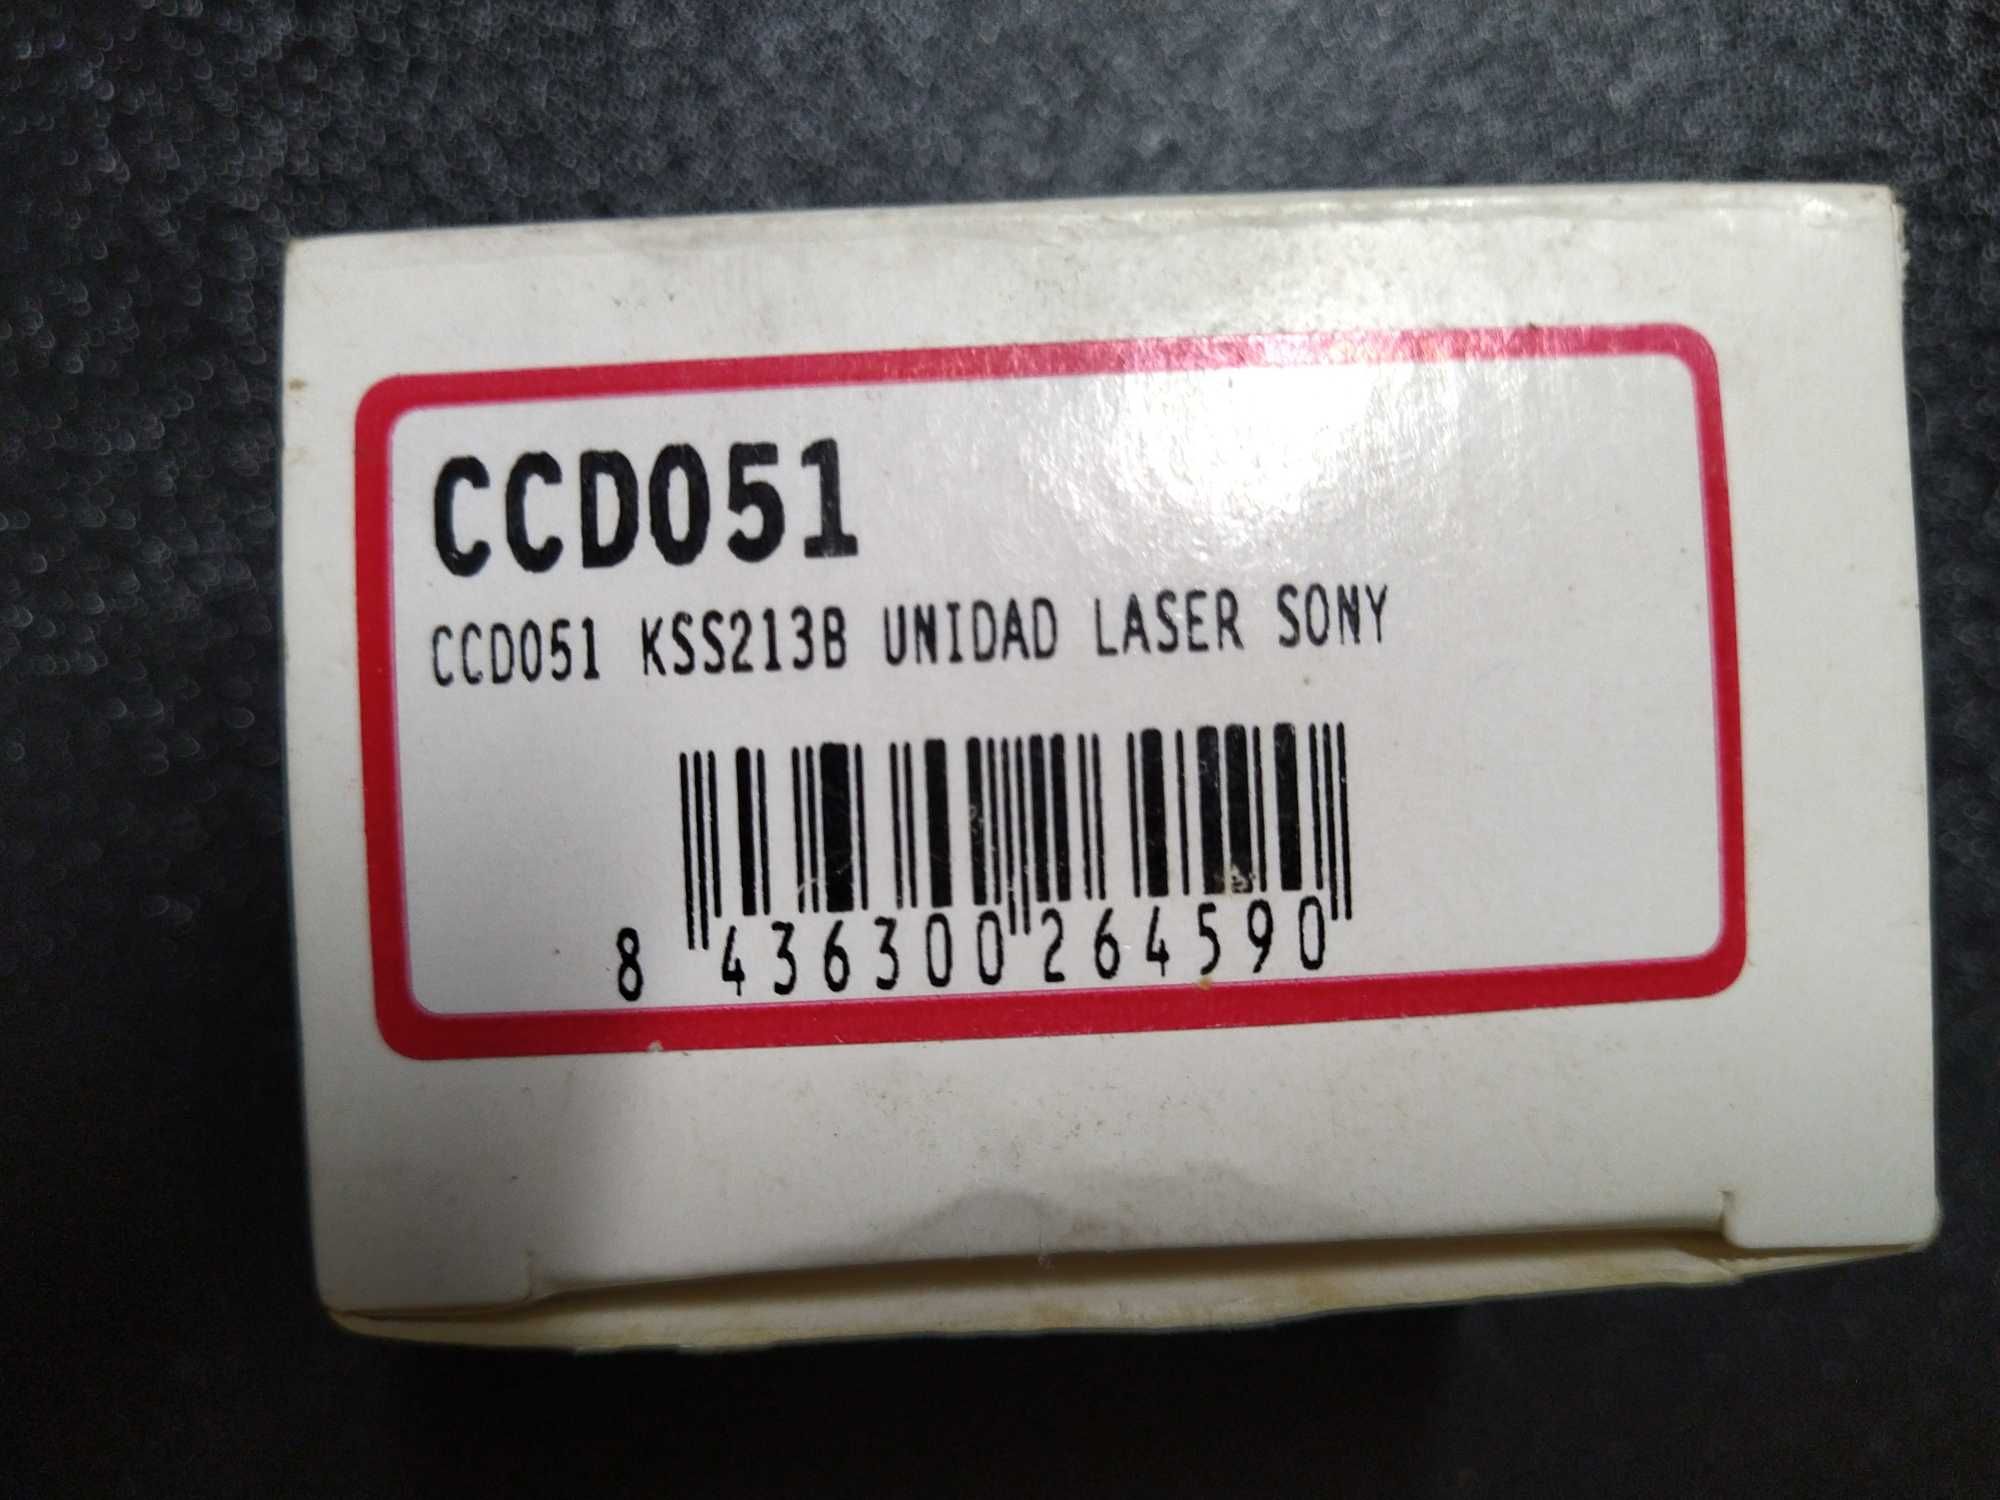 CCD051
CCD051 KSS213B UNIDAD LASER SONY
8 436300 264590